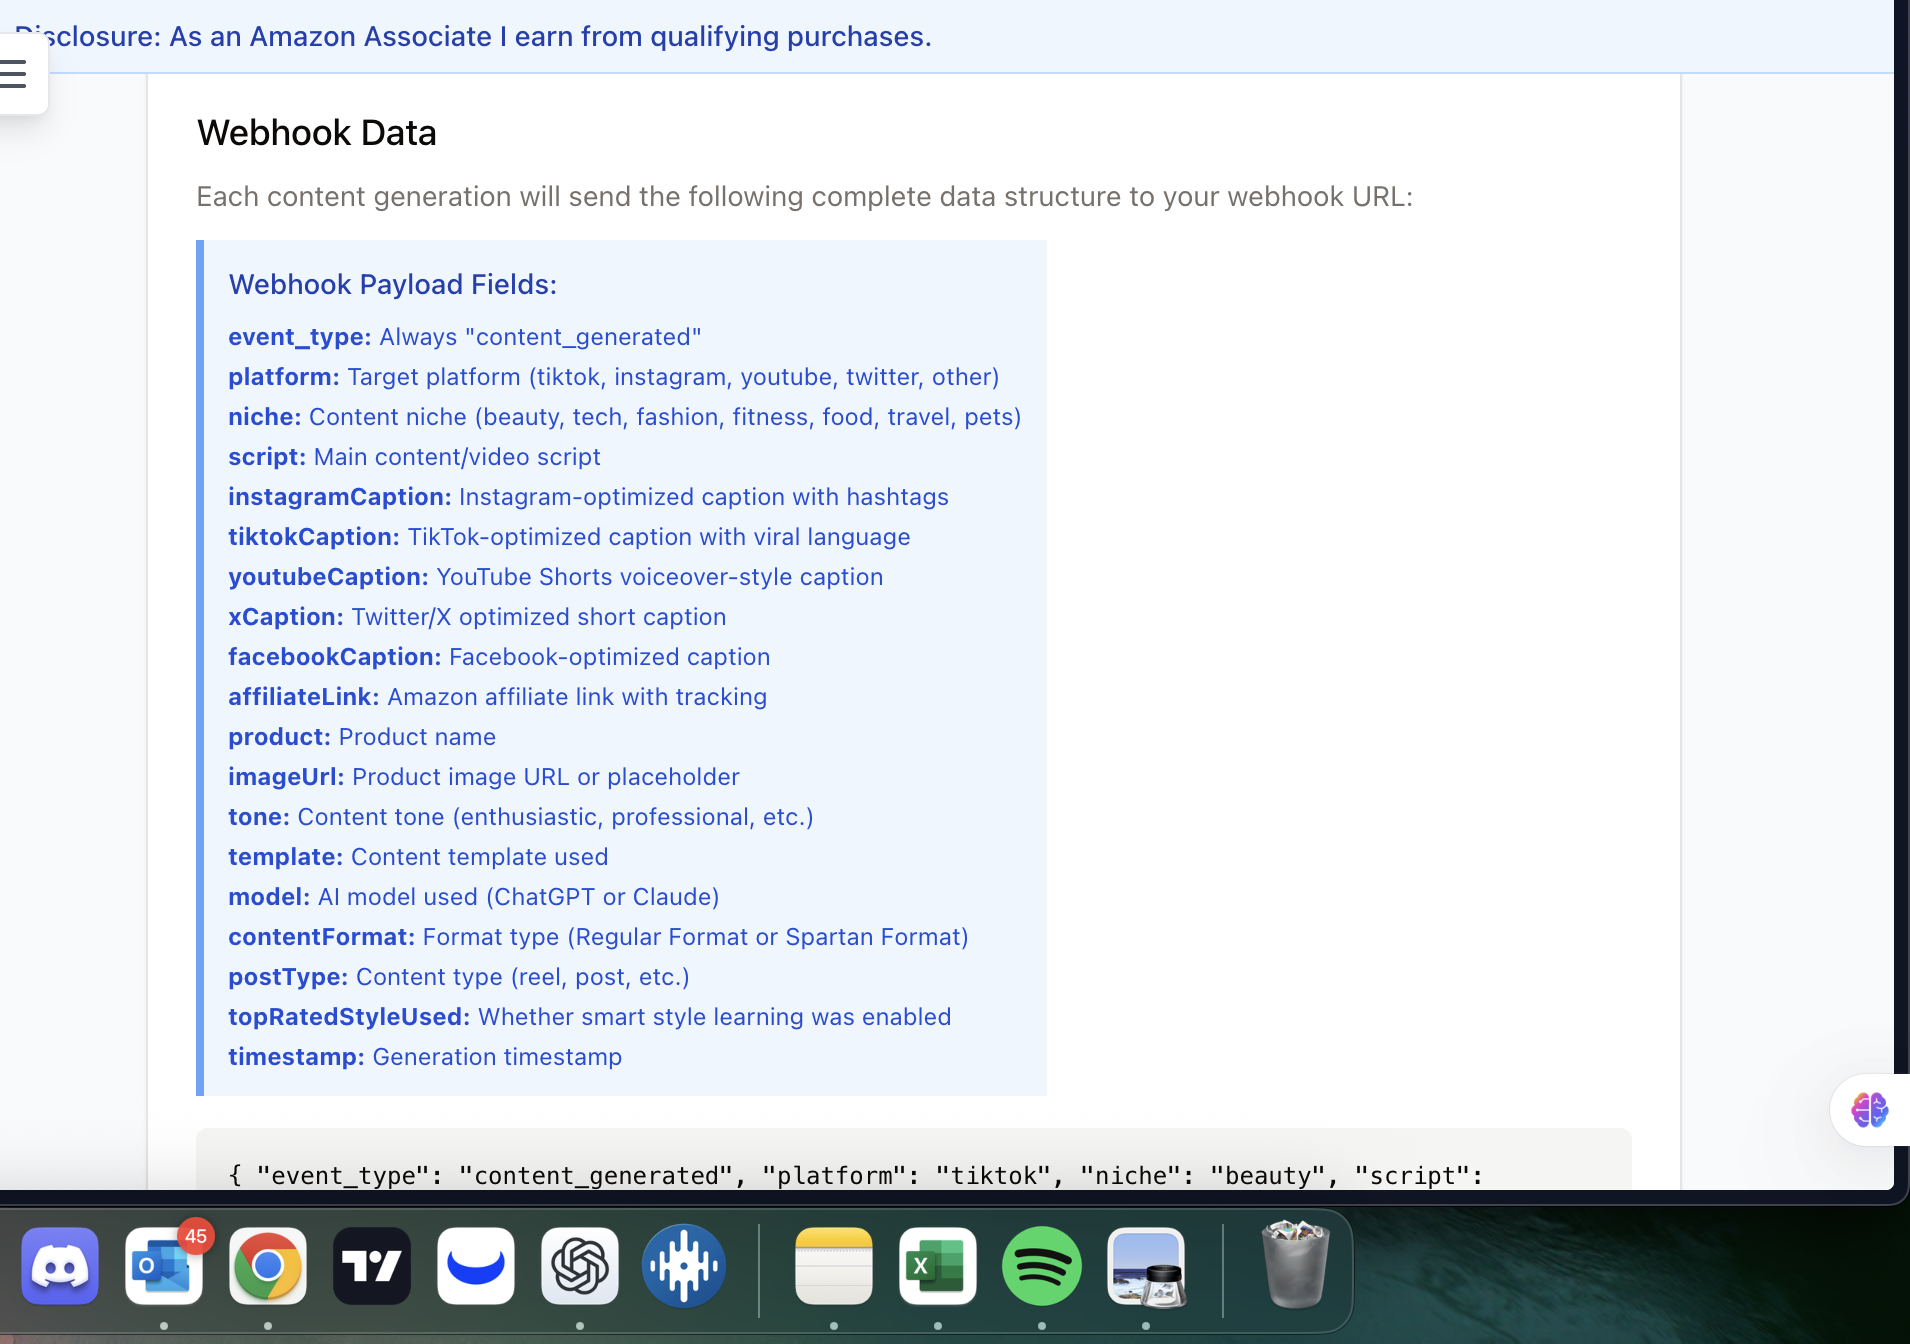 Disclosure: As an Amazon Associate I earn from qualifying purchases.
Webhook Data
Each content generation will send the following complete data structure to your webhook URL:
Webhook Payload Fields:
event_type: Always "content_generated"
platform: Target platform (tiktok, instagram, youtube, twitter, other)
niche: Content niche (beauty, tech, fashion, fitness, food, travel, pets)
script: Main content/video script
instagramCaption: Instagram-optimized caption with hashtags
tiktokCaption: TikTok-optimized caption with viral language
youtubeCaption: YouTube Shorts voiceover-style caption
xCaption: Twitter/X optimized short caption
facebookCaption: Facebook-optimized caption
affiliateLink: Amazon affiliate link with tracking
product: Product name
imageUrl: Product image URL or placeholder
tone: Content tone (enthusiastic, professional, etc.)
template: Content template used
model: AI model used (ChatGPT or Claude)
contentFormat: Format type (Regular Format or Spartan Format)
postType: Content type (reel, post, etc.)
topRatedStyleUsed: Whether smart style learning was enabled
timestamp: Generation timestamp
{ "event_type": "content_generated", "platform": "tiktok", "niche": "beauty", "script":
45
O
X